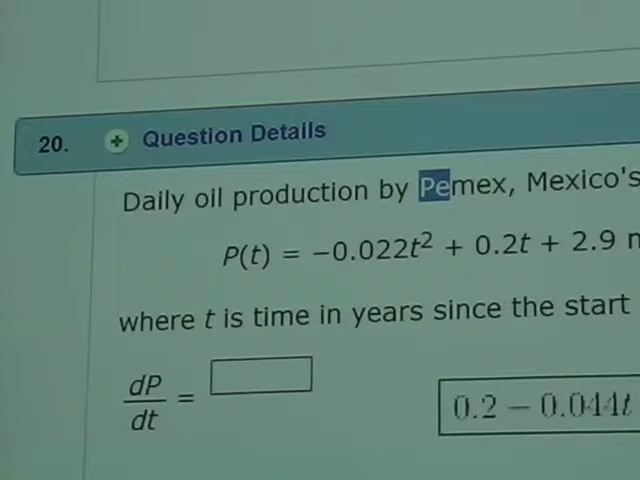 20. + Question Details
Daily oil production by Pemex, Mexico's
P(t) = −0.022t² + 0.2t + 2.9
where t is time in years since the start
dP/dt =
0.2 − 0.044t